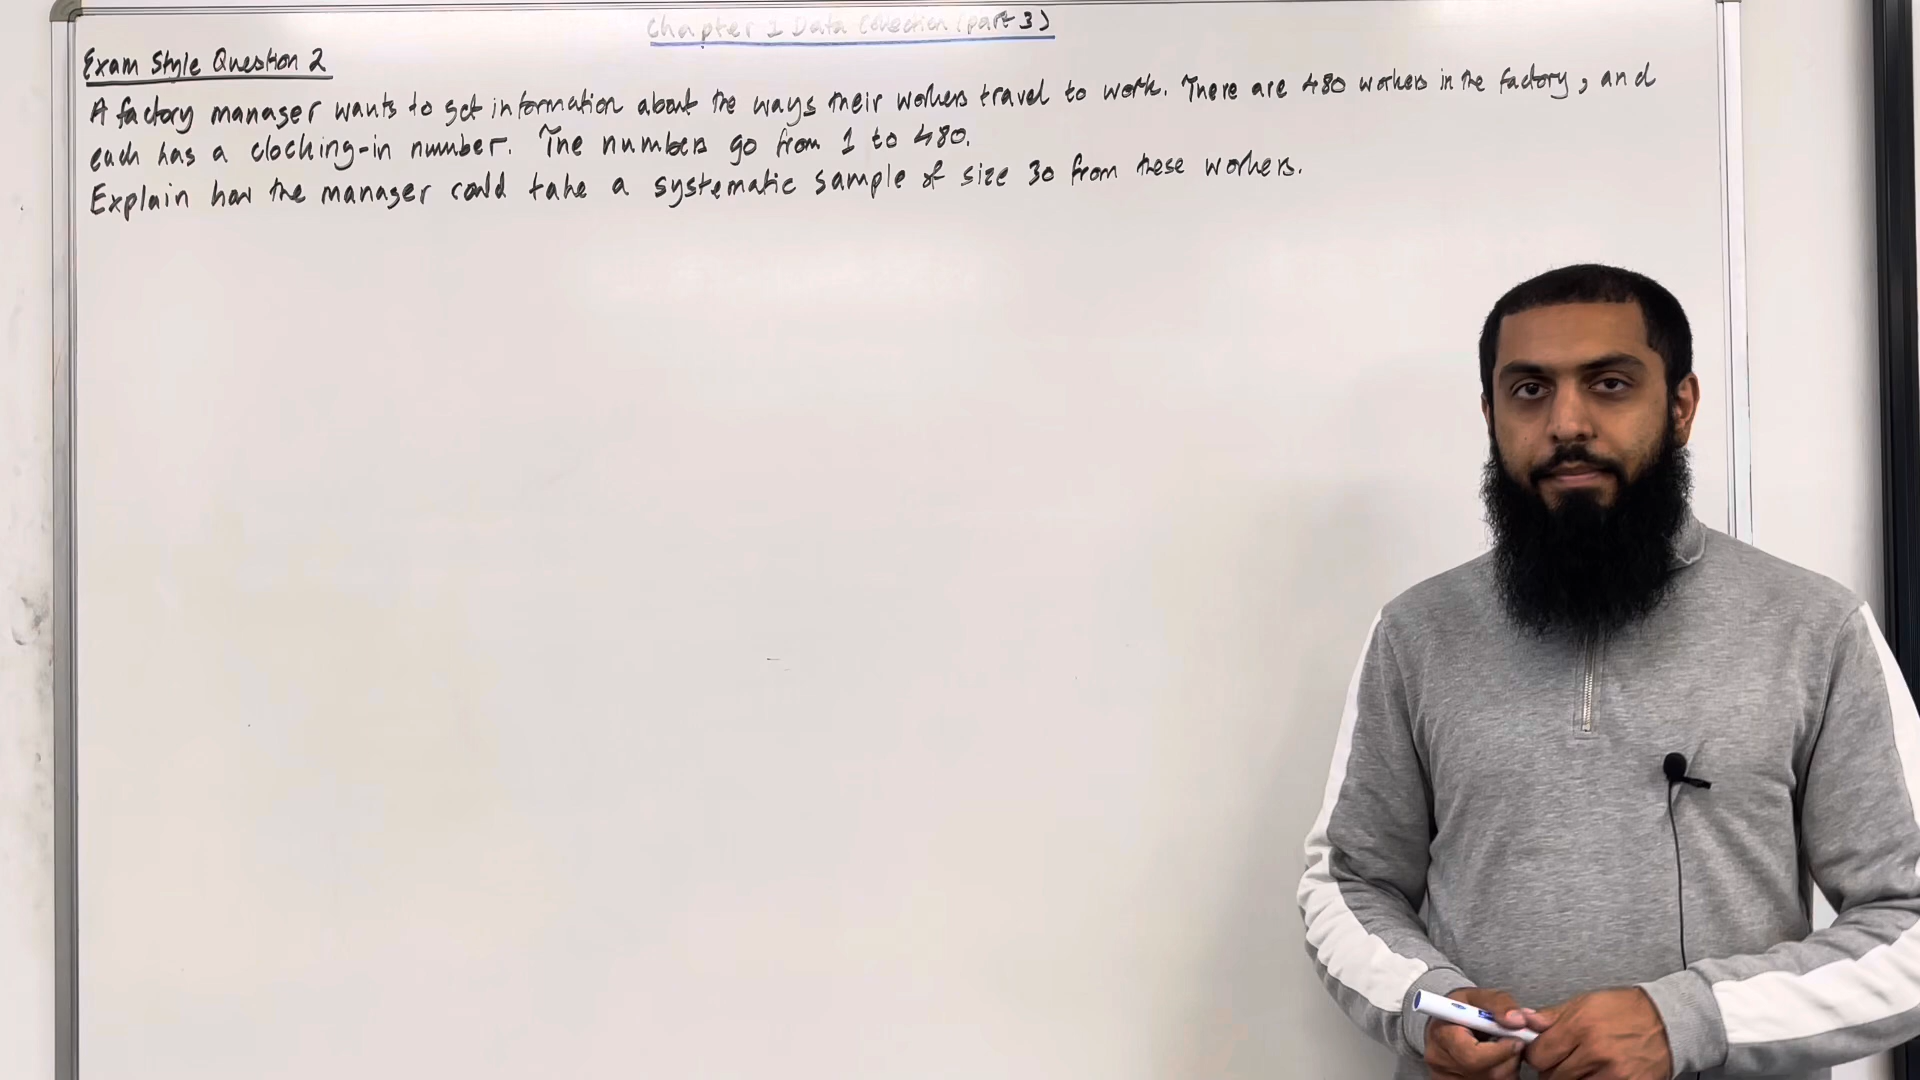 Chapter 1 Data Collection (part 3)
Exam Style Question 2
A factory manager wants to get information about the ways their workers travel to work. There are 480 workers in the factory, and
each has a clocking-in number. The numbers go from 1 to 480.
Explain how the manager could take a systematic sample of size 30 from these workers.